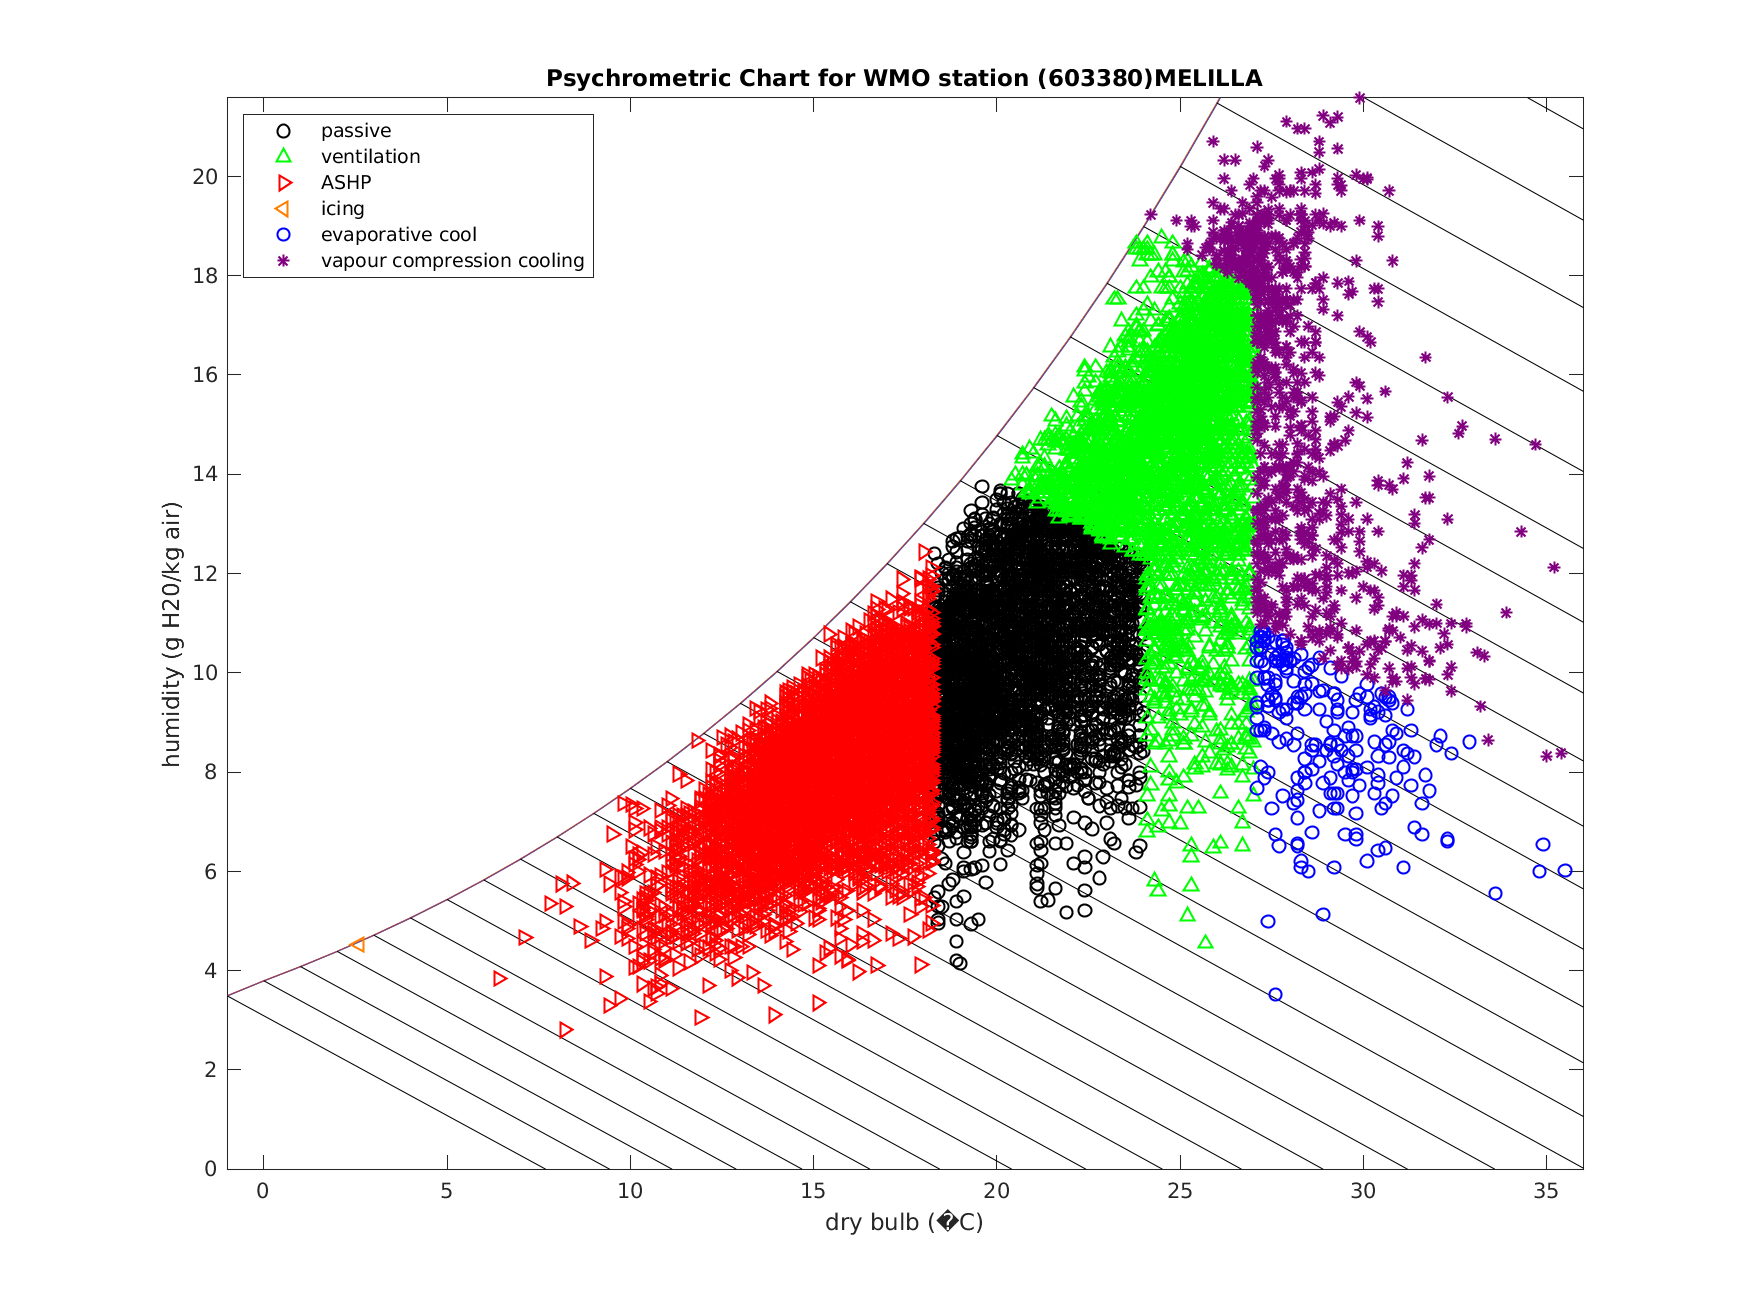 Psychrometric Chart for WMO station (603380)MELILLA
passive
ventilation
ASHP
icing
evaporative cool
vapour compression cooling
humidity (g H20/kg air)
20
18
16
14
12
10
8
6
4
2
0
0 5 10 15 20 25 30 35
dry bulb (�C)